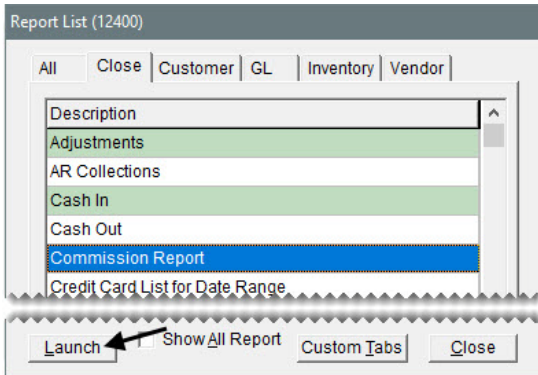 Report List (12400)
All Close Customer GL Inventory Vendor
Description
Adjustments
AR Collections
Cash In
Cash Out
Commission Report
Credit Card List for Date Range
Launch Show All Report Custom Tabs Close